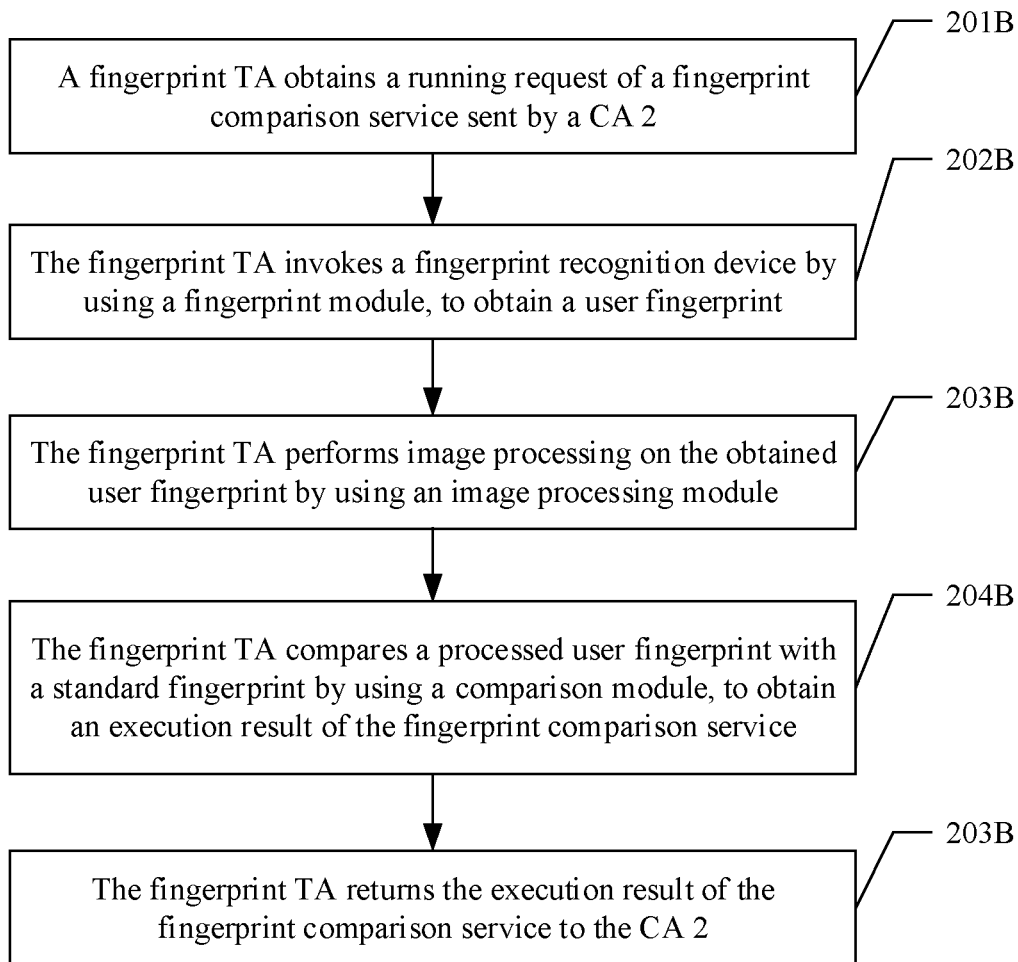 201B
A fingerprint TA obtains a running request of a fingerprint
comparison service sent by a CA 2
202B
The fingerprint TA invokes a fingerprint recognition device by
using a fingerprint module, to obtain a user fingerprint
203B
The fingerprint TA performs image processing on the obtained
user fingerprint by using an image processing module
204B
The fingerprint TA compares a processed user fingerprint with
a standard fingerprint by using a comparison module, to obtain
an execution result of the fingerprint comparison service
203B
The fingerprint TA returns the execution result of the
fingerprint comparison service to the CA 2